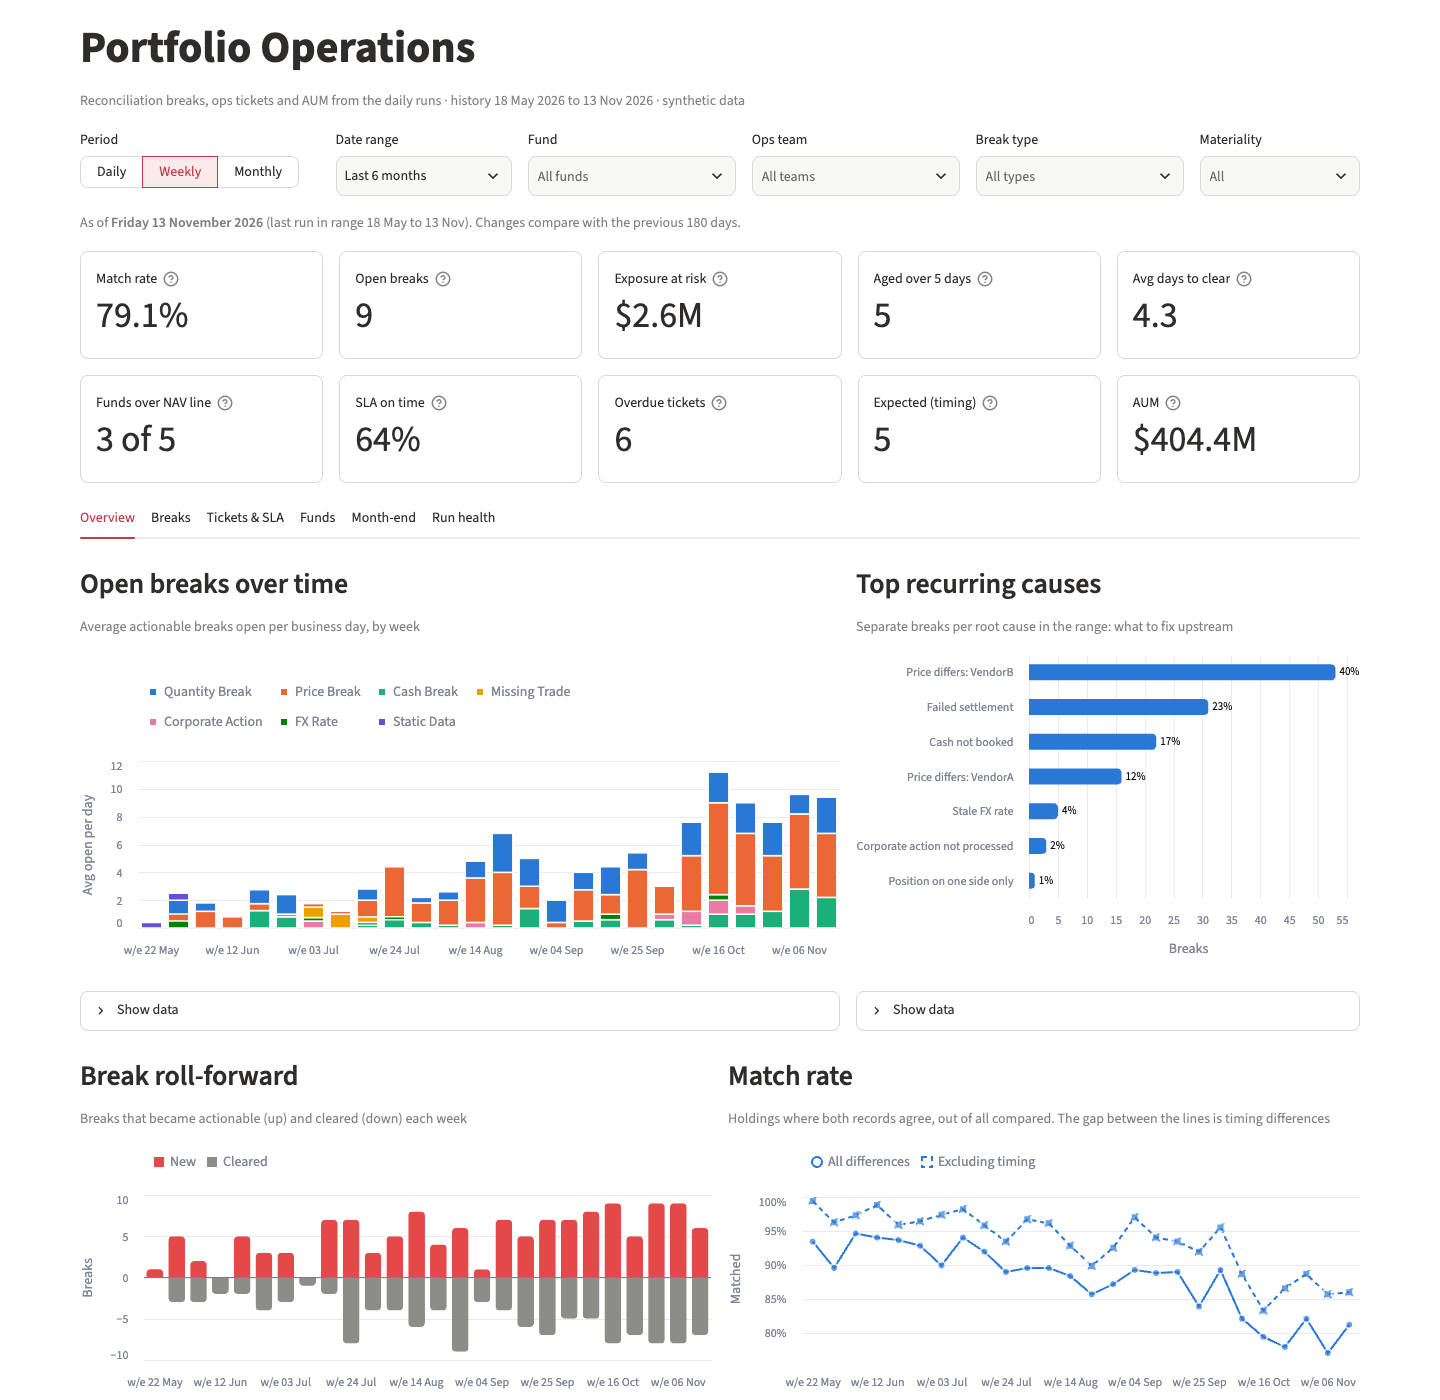 Portfolio Operations
Reconciliation breaks, ops tickets and AUM from the daily runs · history 18 May 2026 to 13 Nov 2026 · synthetic data
Period
Date range
Fund
Ops team
Break type
Materiality
Daily
Weekly
Monthly
Last 6 months
All funds
All teams
All types
All
As of Friday 13 November 2026 (last run in range 18 May to 13 Nov). Changes compare with the previous 180 days.
Match rate
79.1%
Open breaks
9
Exposure at risk
$2.6M
Aged over 5 days
5
Avg days to clear
4.3
Funds over NAV line
3 of 5
SLA on time
64%
Overdue tickets
6
Expected (timing)
5
AUM
$404.4M
Overview
Breaks
Tickets & SLA
Funds
Month-end
Run health
Open breaks over time
Average actionable breaks open per business day, by week
Quantity Break
Price Break
Cash Break
Missing Trade
Corporate Action
FX Rate
Static Data
Avg open per day
12
10
8
6
4
2
0
w/e 22 May
w/e 12 Jun
w/e 03 Jul
w/e 24 Jul
w/e 14 Aug
w/e 04 Sep
w/e 25 Sep
w/e 16 Oct
w/e 06 Nov
Show data
Top recurring causes
Separate breaks per root cause in the range: what to fix upstream
Price differs: VendorB
40%
Failed settlement
23%
Cash not booked
17%
Price differs: VendorA
12%
Stale FX rate
4%
Corporate action not processed
2%
Position on one side only
1%
0
5
10
15
20
25
30
35
40
45
50
55
Breaks
Show data
Break roll-forward
Breaks that became actionable (up) and cleared (down) each week
New
Cleared
Breaks
10
5
0
−5
−10
w/e 22 May
w/e 12 Jun
w/e 03 Jul
w/e 24 Jul
w/e 14 Aug
w/e 04 Sep
w/e 25 Sep
w/e 16 Oct
w/e 06 Nov
Match rate
Holdings where both records agree, out of all compared. The gap between the lines is timing differences
All differences
Excluding timing
Matched
100%
95%
90%
85%
80%
w/e 22 May
w/e 12 Jun
w/e 03 Jul
w/e 24 Jul
w/e 14 Aug
w/e 04 Sep
w/e 25 Sep
w/e 16 Oct
w/e 06 Nov